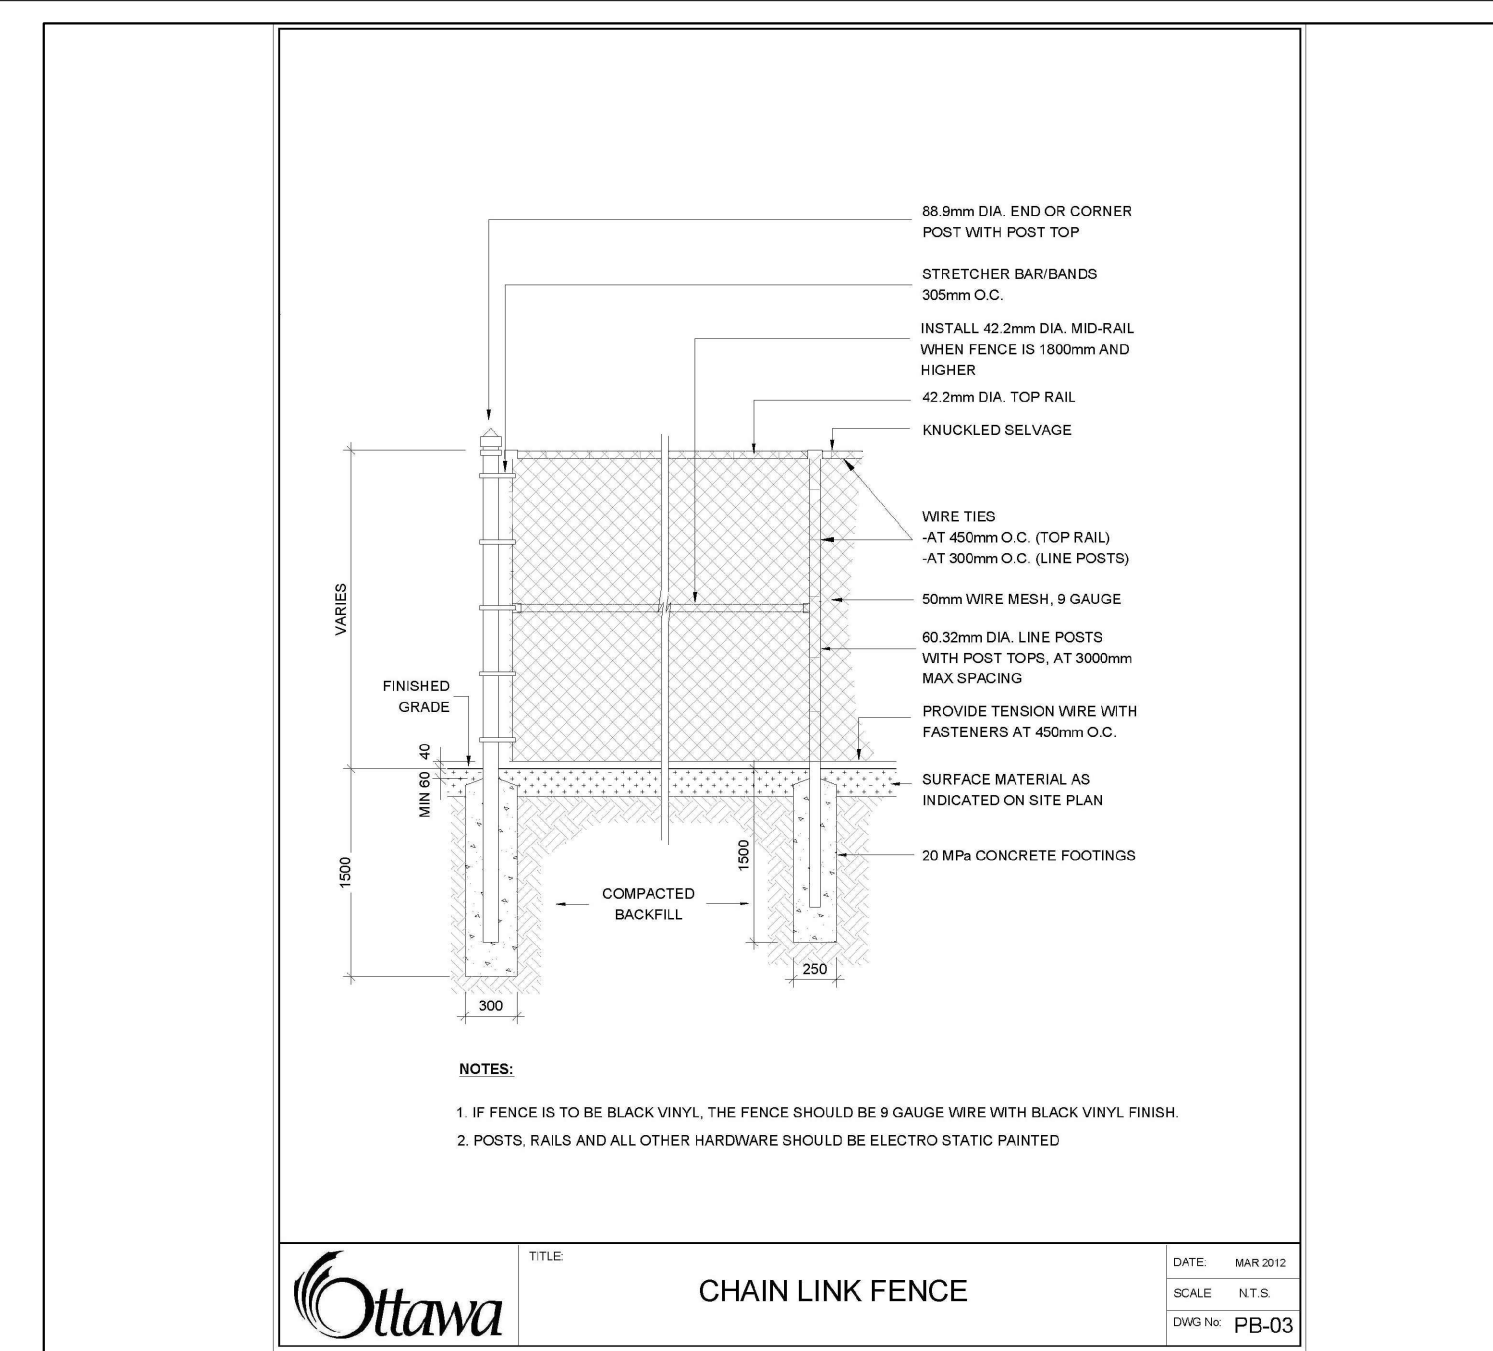 88.9mm DIA. END OR CORNER
POST WITH POST TOP
STRETCHER BAR/BANDS
305mm O.C.
INSTALL 42.2mm DIA. MID-RAIL
WHEN FENCE IS 1800mm AND
HIGHER
42.2mm DIA. TOP RAIL
KNUCKLED SELVAGE
WIRE TIES
-AT 450mm O.C. (TOP RAIL)
-AT 300mm O.C. (LINE POSTS)
50mm WIRE MESH, 9 GAUGE
60.32mm DIA. LINE POSTS
WITH POST TOPS, AT 3000mm
MAX SPACING
PROVIDE TENSION WIRE WITH
FASTENERS AT 450mm O.C.
SURFACE MATERIAL AS
INDICATED ON SITE PLAN
20 MPa CONCRETE FOOTINGS
VARIES
FINISHED
GRADE
40
MIN 60
1500
1500
COMPACTED
BACKFILL
250
300
NOTES:
1. IF FENCE IS TO BE BLACK VINYL, THE FENCE SHOULD BE 9 GAUGE WIRE WITH BLACK VINYL FINISH.
2. POSTS, RAILS AND ALL OTHER HARDWARE SHOULD BE ELECTRO STATIC PAINTED
Ottawa
TITLE:
CHAIN LINK FENCE
DATE: MAR 2012
SCALE N.T.S.
DWG No: PB-03